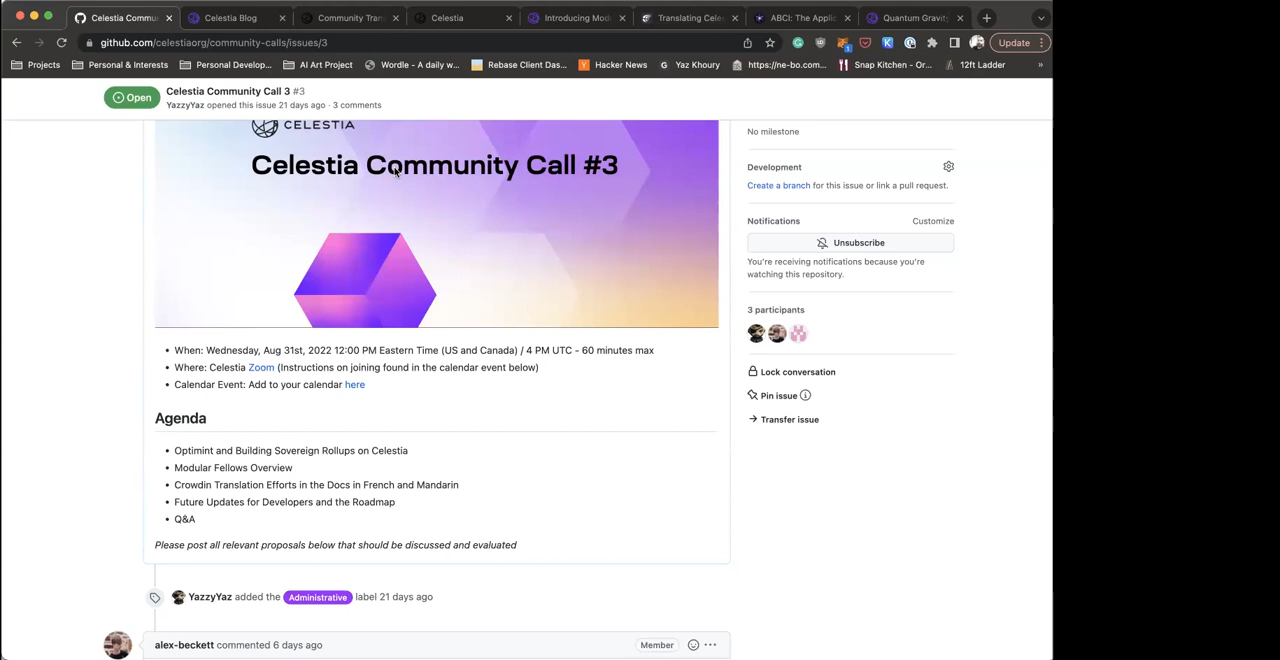 Celestia Commu
Celestia Blog
Community Tran
Celestia
Introducing Mod
Translating Celes
ABCI: The Applic
Quantum Gravity
github.com/celestiaorg/community-calls/issues/3
Update
Projects
Personal & Interests
Personal Develop...
AI Art Project
Wordle - A daily w...
Rebase Client Das...
Hacker News
Yaz Khoury
https://ne-bo.com...
Snap Kitchen - Or...
12ft Ladder
»
Open
Celestia Community Call 3 #3
YazzyYaz opened this issue 21 days ago · 3 comments
CELESTIA
Celestia Community Call #3
• When: Wednesday, Aug 31st, 2022 12:00 PM Eastern Time (US and Canada) / 4 PM UTC - 60 minutes max
• Where: Celestia Zoom (Instructions on joining found in the calendar event below)
• Calendar Event: Add to your calendar here
Agenda
• Optimint and Building Sovereign Rollups on Celestia
• Modular Fellows Overview
• Crowdin Translation Efforts in the Docs in French and Mandarin
• Future Updates for Developers and the Roadmap
• Q&A
Please post all relevant proposals below that should be discussed and evaluated
YazzyYaz added the Administrative label 21 days ago
alex-beckett commented 6 days ago
Member
No milestone
Development
Create a branch for this issue or link a pull request.
Notifications
Customize
Unsubscribe
You're receiving notifications because you're
watching this repository.
3 participants
Lock conversation
Pin issue
Transfer issue